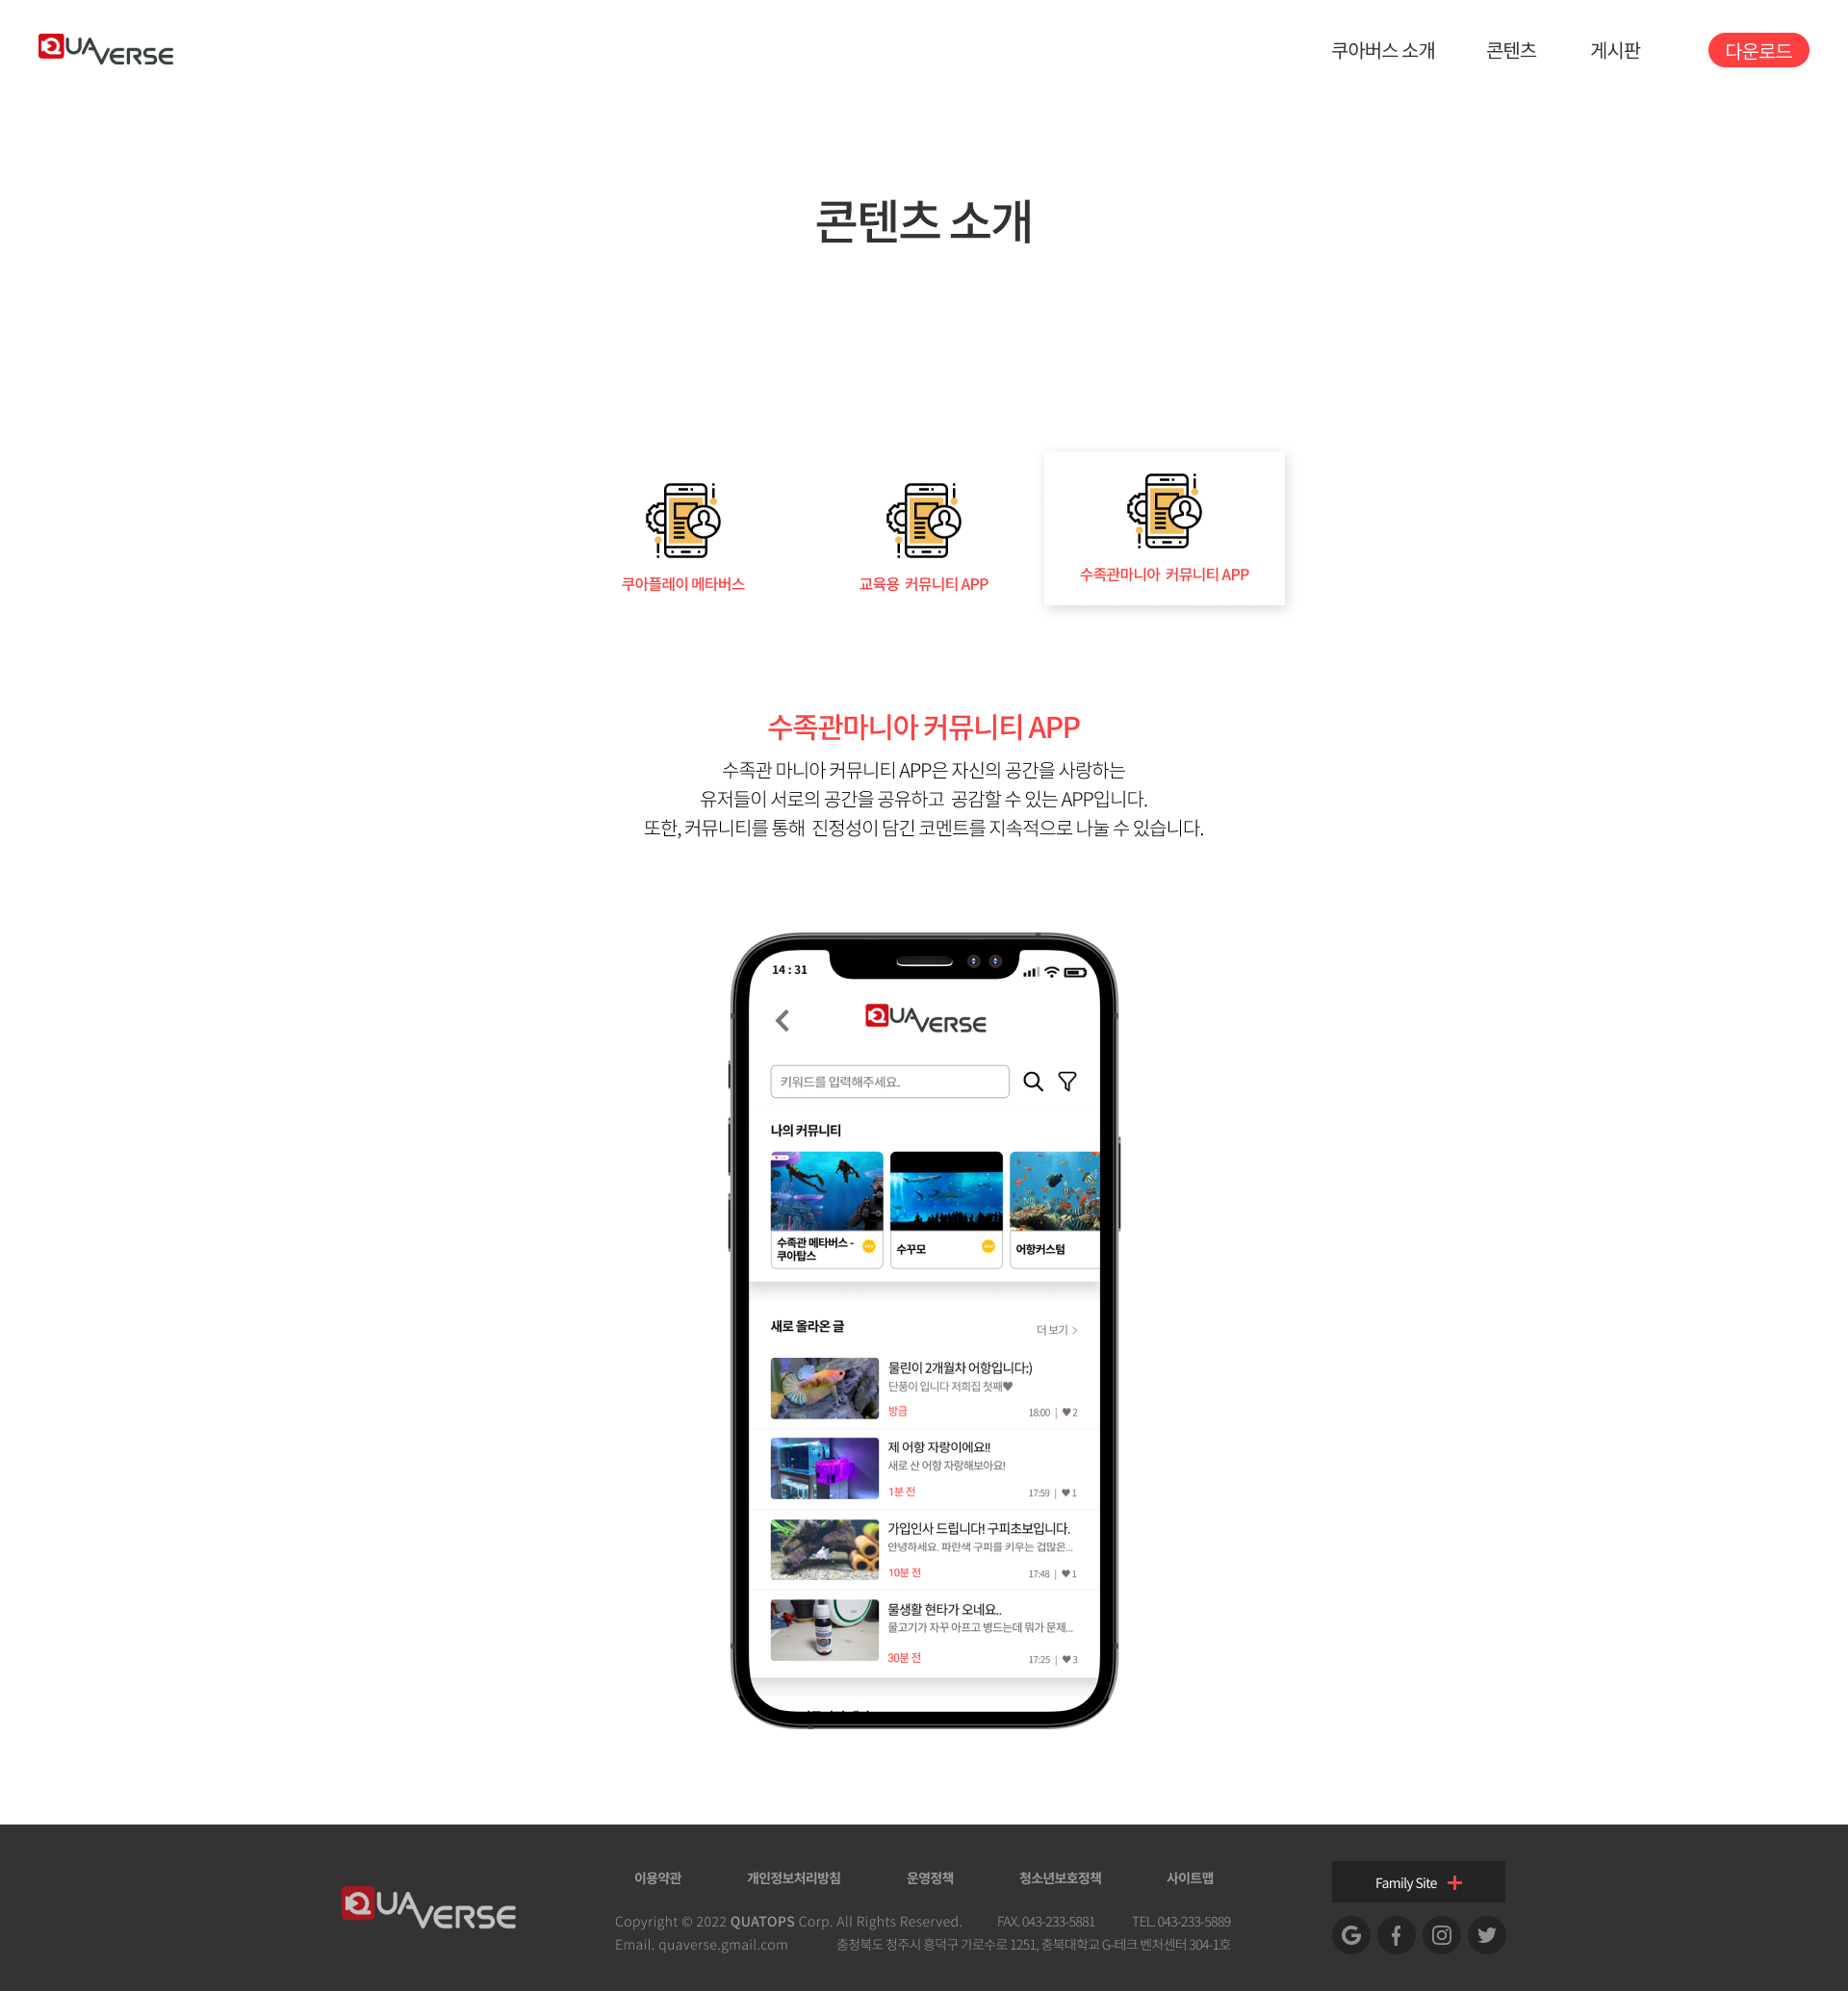 QUAVERSE
쿠아버스 소개 콘텐츠 게시판 다운로드
콘텐츠 소개
쿠아플레이 메타버스
교육용 커뮤니티 APP
수족관마니아 커뮤니티 APP
수족관마니아 커뮤니티 APP
수족관 마니아 커뮤니티 APP은 자신의 공간을 사랑하는
유저들이 서로의 공간을 공유하고 공감할 수 있는 APP입니다.
또한, 커뮤니티를 통해 진정성이 담긴 코멘트를 지속적으로 나눌 수 있습니다.
14 : 31
QUAVERSE
키워드를 입력해주세요.
나의 커뮤니티
수족관 메타버스 -
쿠아탑스
수꾸모
어항커스텀
새로 올라온 글
더 보기 >
물린이 2개월차 어항입니다:)
단풍이 입니다 저희집 첫째♥
방금 18:00 | ♥ 2
제 어항 자랑이에요!!
새로 산 어항 자랑해보아요!
1분 전 17:59 | ♥ 1
가입인사 드립니다! 구피초보입니다.
안녕하세요. 파란색 구피를 키우는 겁많은...
10분 전 17:48 | ♥ 1
물생활 현타가 오네요..
물고기가 자꾸 아프고 병드는데 뭐가 문제...
30분 전 17:25 | ♥ 3
QUAVERSE
이용약관 개인정보처리방침 운영정책 청소년보호정책 사이트맵
Copyright © 2022 QUATOPS Corp. All Rights Reserved. FAX. 043-233-5881 TEL. 043-233-5889
Email. quaverse.gmail.com 충청북도 청주시 흥덕구 가로수로 1251, 충북대학교 G-테크 벤처센터 304-1호
Family Site +